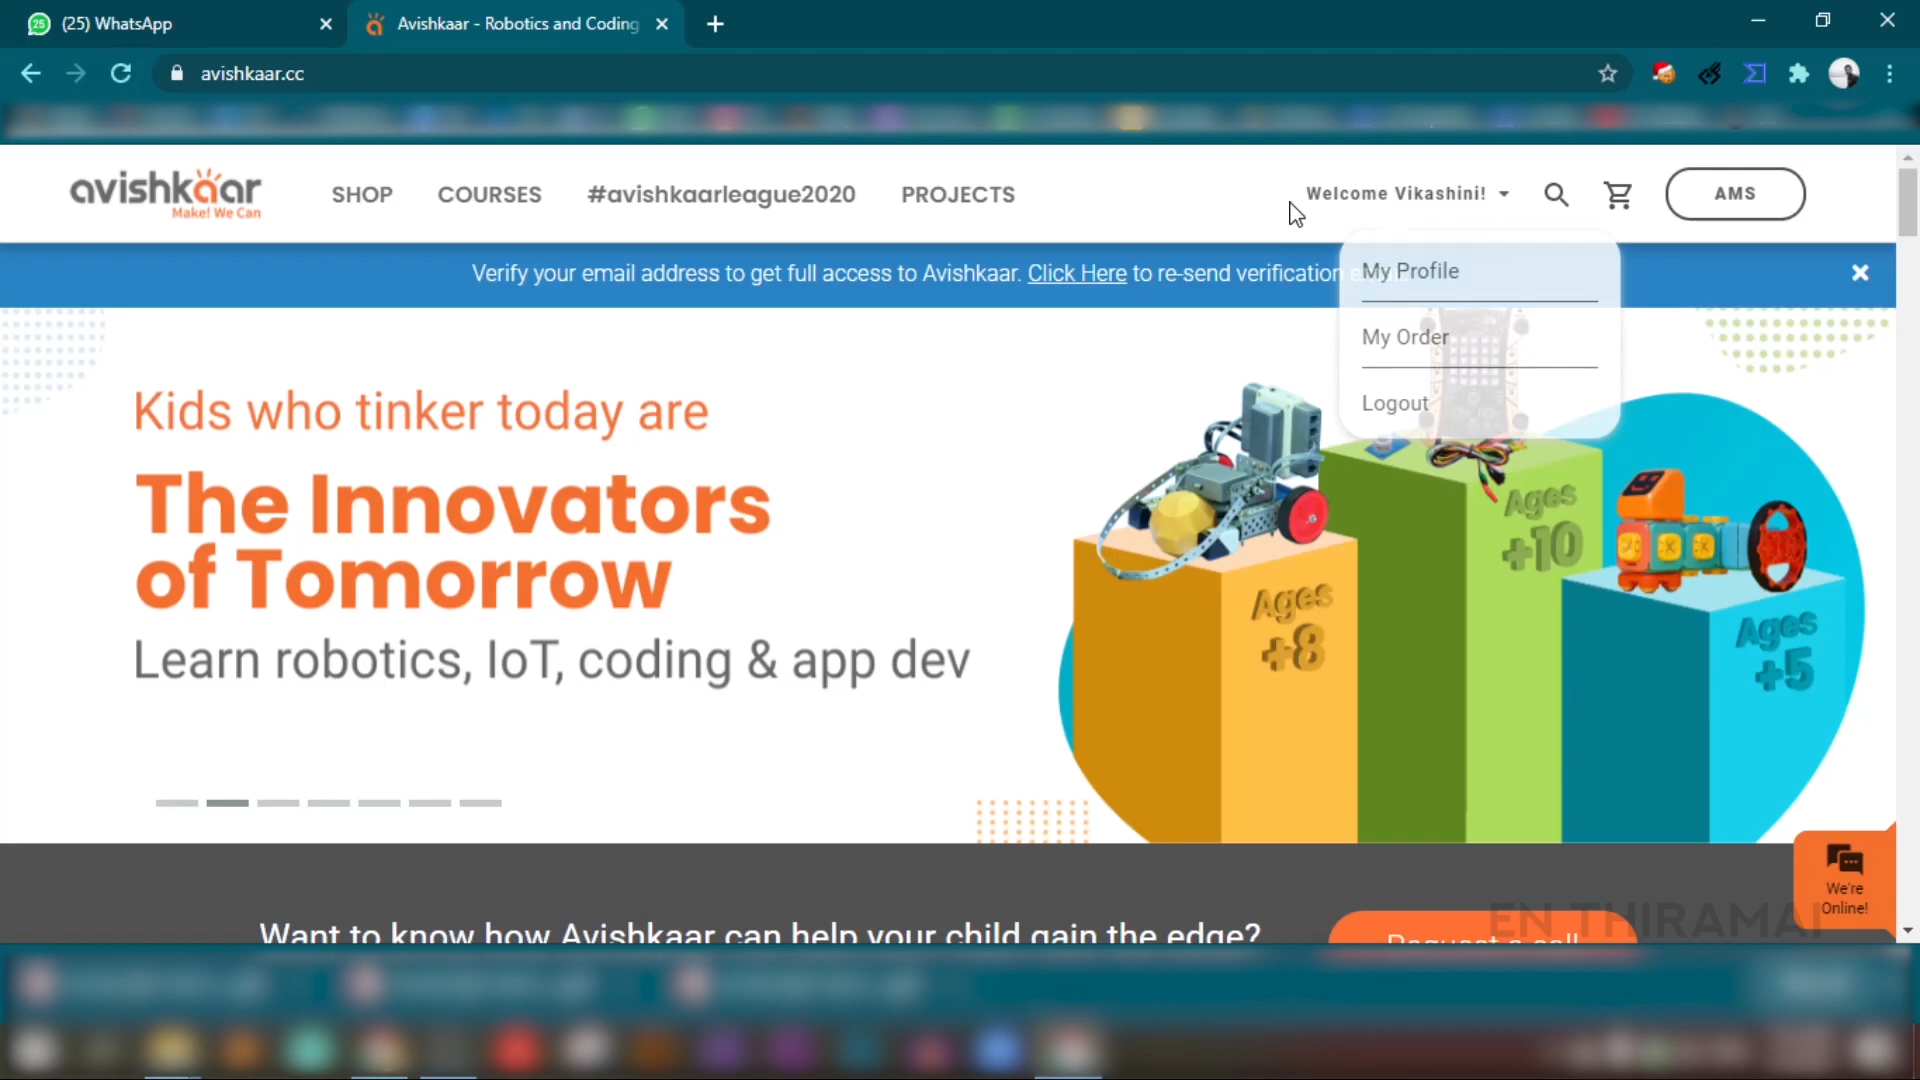 (25) WhatsApp
Avishkaar - Robotics and Coding
avishkaar.cc
avishkaar
Make! We Can
SHOP
COURSES
#avishkaarleague2020
PROJECTS
Welcome Vikashini!
AMS
Verify your email address to get full access to Avishkaar. Click Here to re-send verification
My Profile
My Order
Logout
Kids who tinker today are
The Innovators
of Tomorrow
Learn robotics, IoT, coding & app dev
Ages
+8
Ages
+10
Ages
+5
We're
Online!
Want to know how Avishkaar can help your child gain the edge?
Request a call
EN THIRAMAI